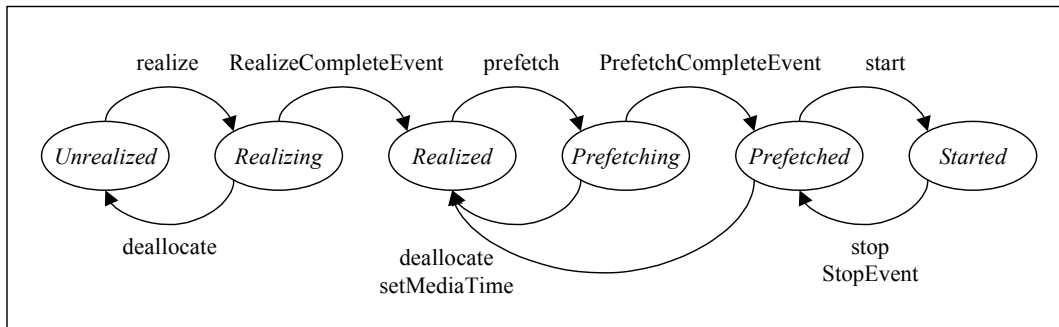 realize
RealizeCompleteEvent
prefetch
PrefetchCompleteEvent
start
Unrealized
Realizing
Realized
Prefetching
Prefetched
Started
deallocate
deallocate
setMediaTime
stop
StopEvent